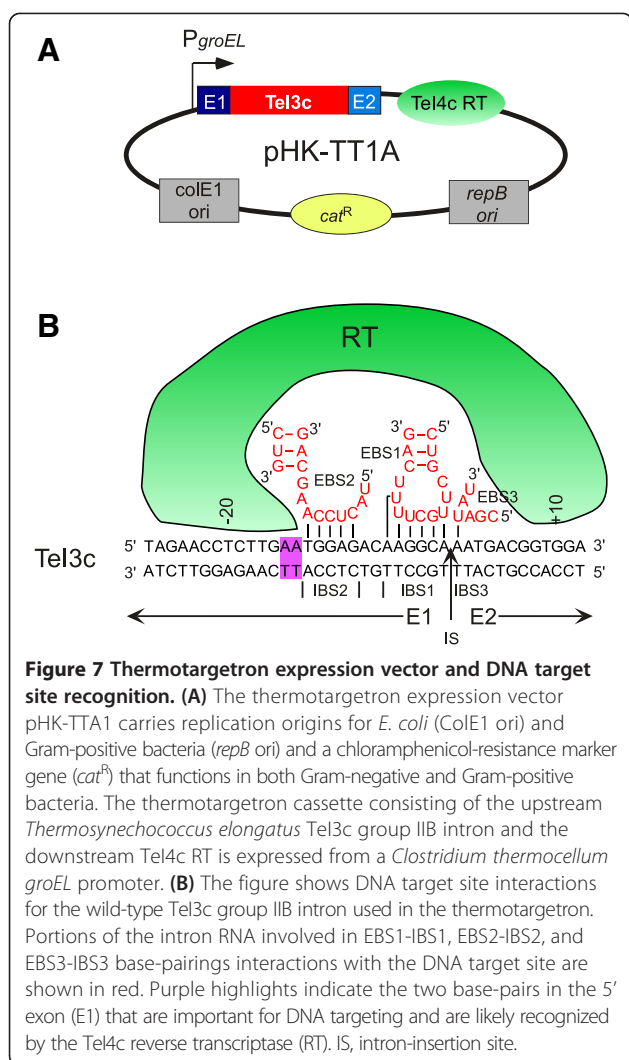 A
PgroEL
E1 Tel3c E2 Tel4c RT
pHK-TT1A
colE1 ori
catR
repB ori
B
RT
5' C–G 3'
U–A
G–C
3' G
A
A C C U C A U 5'
EBS2
3' G–C 5'
A–U
C–G
U C
U U
U U C G U
EBS1
3'
U A
U A G C 5'
EBS3
-20
+10
Tel3c
5' TAGAACCTCTTGAATGGAGACAAGGCAAATGACGGTGGA 3'
3' ATCTTGGAGAACTTACCTCTGTTCCGTTTACTGCCACCT 5'
IBS2 IBS1 IBS3
E1 E2
IS
Figure 7 Thermotargetron expression vector and DNA target
site recognition. (A) The thermotargetron expression vector
pHK-TTA1 carries replication origins for E. coli (ColE1 ori) and
Gram-positive bacteria (repB ori) and a chloramphenicol-resistance marker
gene (catR) that functions in both Gram-negative and Gram-positive
bacteria. The thermotargetron cassette consisting of the upstream
Thermosynechococcus elongatus Tel3c group IIB intron and the
downstream Tel4c RT is expressed from a Clostridium thermocellum
groEL promoter. (B) The figure shows DNA target site interactions
for the wild-type Tel3c group IIB intron used in the thermotargetron.
Portions of the intron RNA involved in EBS1-IBS1, EBS2-IBS2, and
EBS3-IBS3 base-pairings interactions with the DNA target site are
shown in red. Purple highlights indicate the two base-pairs in the 5'
exon (E1) that are important for DNA targeting and are likely recognized
by the Tel4c reverse transcriptase (RT). IS, intron-insertion site.